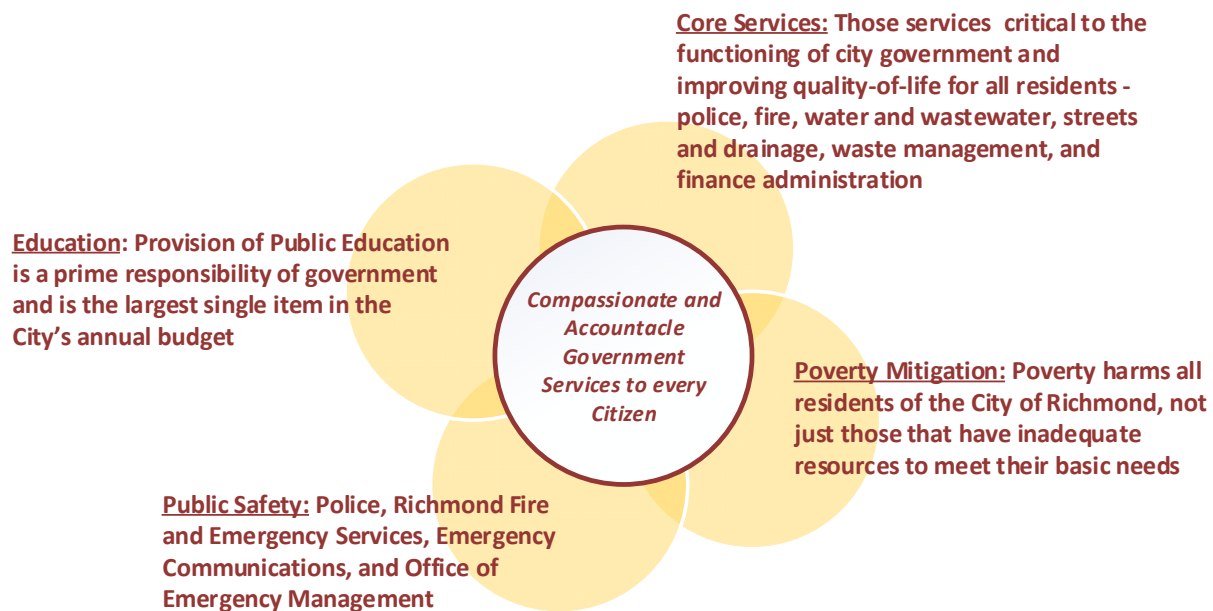 Core Services: Those services critical to the
functioning of city government and
improving quality-of-life for all residents -
police, fire, water and wastewater, streets
and drainage, waste management, and
finance administration
Education: Provision of Public Education
is a prime responsibility of government
and is the largest single item in the
City's annual budget
Compassionate and
Accountacle
Government
Services to every
Citizen
Poverty Mitigation: Poverty harms all
residents of the City of Richmond, not
just those that have inadequate
resources to meet their basic needs
Public Safety: Police, Richmond Fire
and Emergency Services, Emergency
Communications, and Office of
Emergency Management